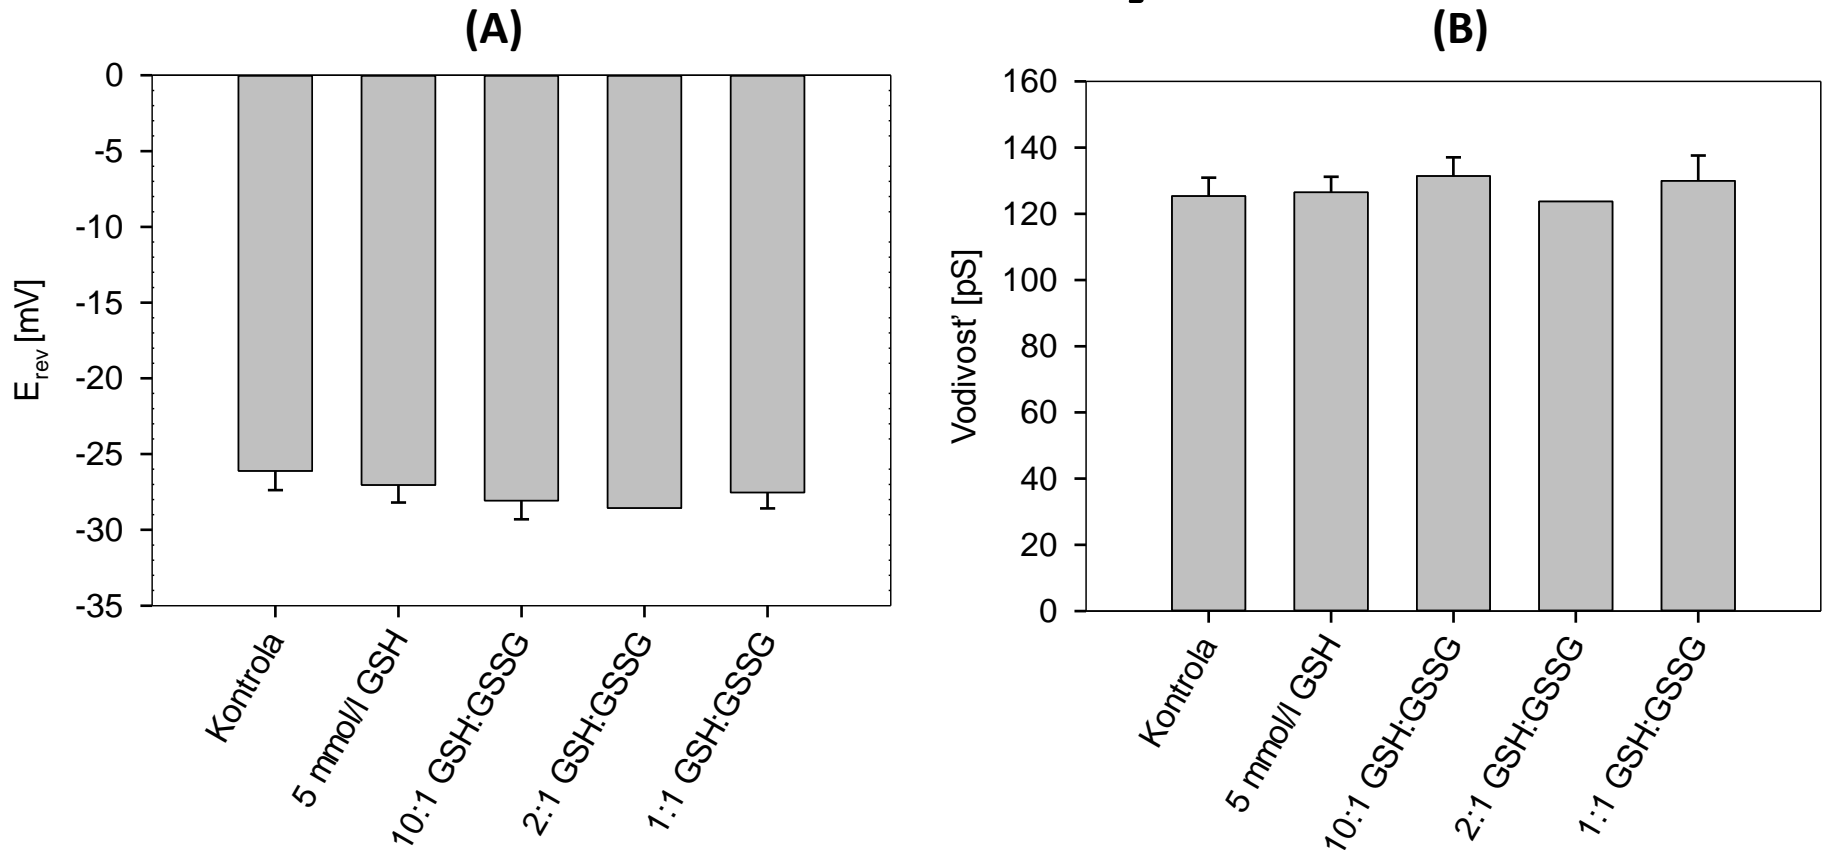 (A)
0
-5
-10
-15
-20
-25
-30
-35
E_rev [mV]
Kontrola
5 mmol/l GSH
10:1 GSH:GSSG
2:1 GSH:GSSG
1:1 GSH:GSSG
(B)
160
140
120
100
80
60
40
20
0
Vodivosť [pS]
Kontrola
5 mmol/l GSH
10:1 GSH:GSSG
2:1 GSH:GSSG
1:1 GSH:GSSG